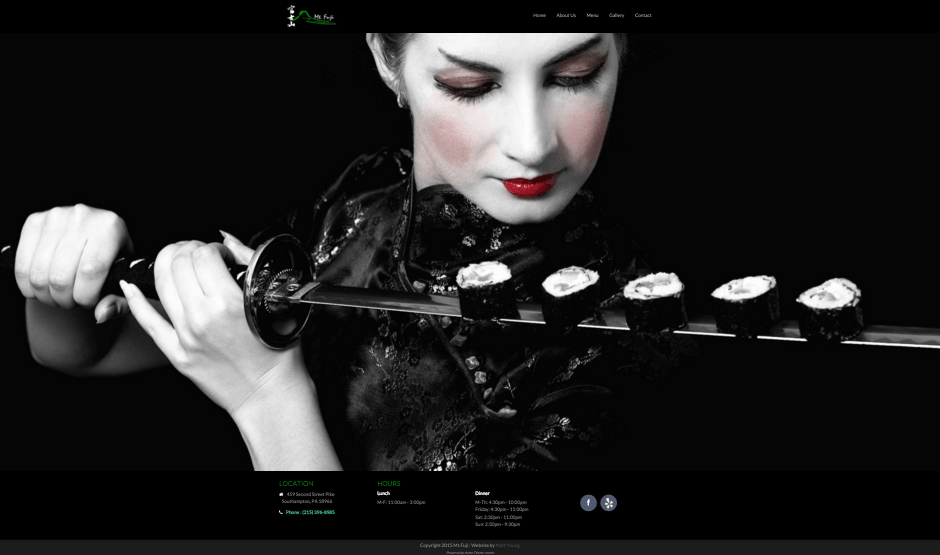 Mt. Fuji
Home About Us Menu Gallery Contact
LOCATION
459 Second Street Pike
Southampton, PA 18966
Phone : (215) 396-8985
HOURS
Lunch
M-F: 11:00am - 3:00pm
Dinner
M-Th: 4:30pm - 10:00pm
Friday: 4:30pm - 11:00pm
Sat: 2:30pm - 11:00pm
Sun: 2:30pm - 9:30pm
f
Copyright 2015 Mt.Fuji | Website by